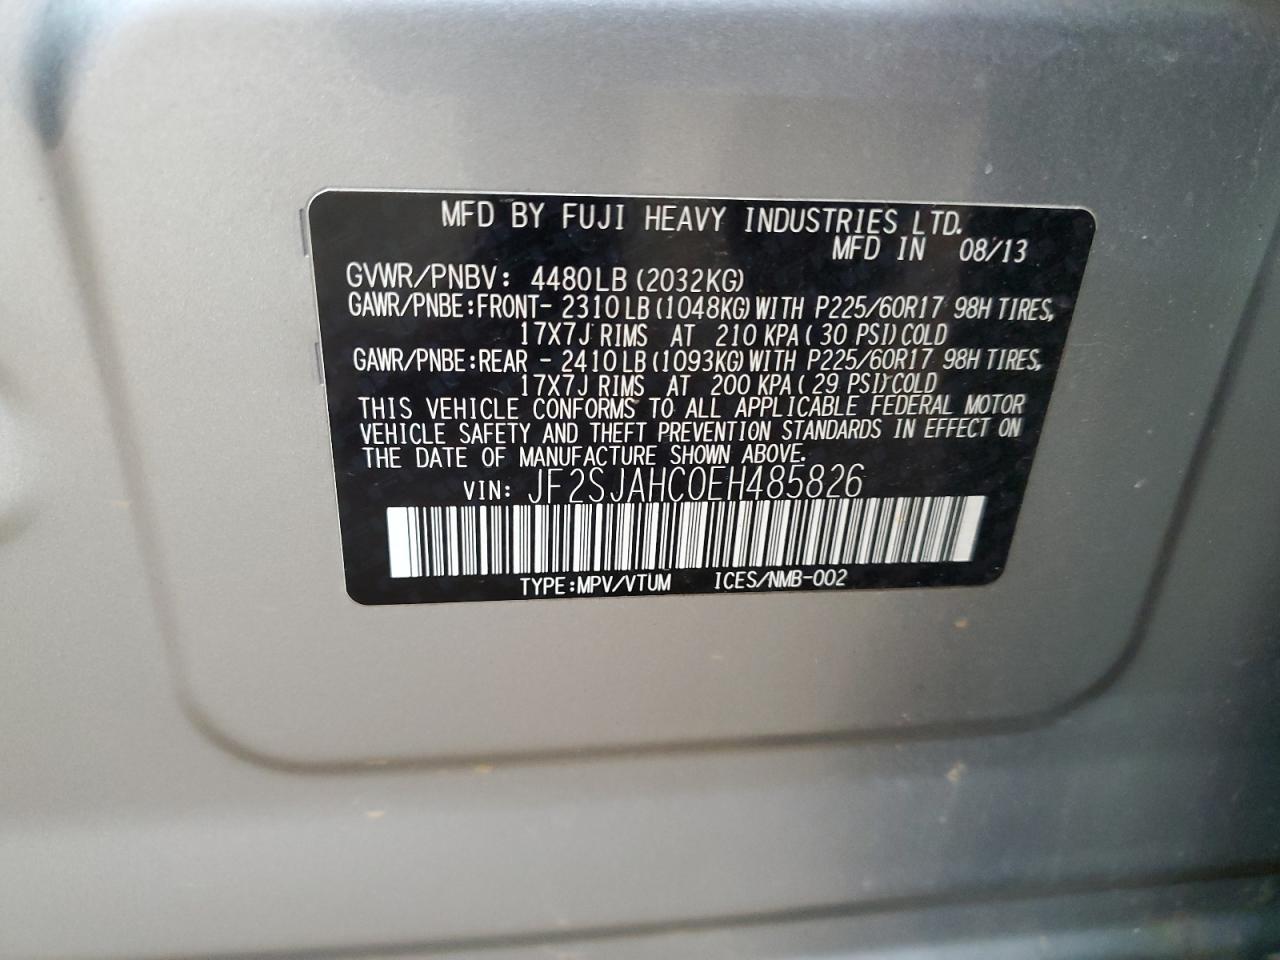 MFD BY FUJI HEAVY INDUSTRIES LTD.
MFD IN 08/13
GVWR/PNBV: 4480LB (2032KG)
GAWR/PNBE:FRONT- 2310LB (1048KG) WITH P225/60R17 98H TIRES,
17X7J RIMS AT 210 KPA ( 30 PSI) COLD
GAWR/PNBE:REAR - 2410LB (1093KG) WITH P225/60R17 98H TIRES,
17X7J RIMS AT 200 KPA ( 29 PSI) COLD
THIS VEHICLE CONFORMS TO ALL APPLICABLE FEDERAL MOTOR
VEHICLE SAFETY AND THEFT PREVENTION STANDARDS IN EFFECT ON
THE DATE OF MANUFACTURE SHOWN ABOVE.
VIN: JF2SJAHC0EH485826
TYPE:MPV/VTUM ICES/NMB-002